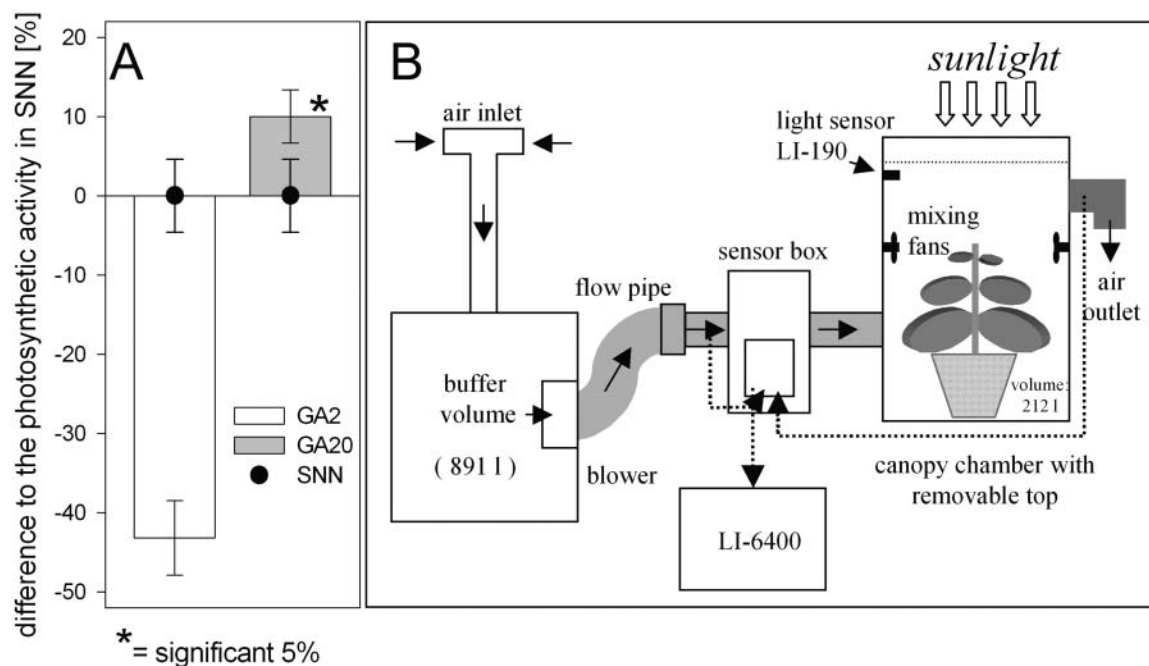 difference to the photosynthetic activity in SNN [%]
20
10
0
-10
-20
-30
-40
-50
A
*
GA2
GA20
SNN
*= significant 5%
B
sunlight
air inlet
light sensor
LI-190
mixing
fans
sensor box
air
outlet
flow pipe
buffer
volume
(891 l)
blower
volume:
212 l
canopy chamber with
removable top
LI-6400